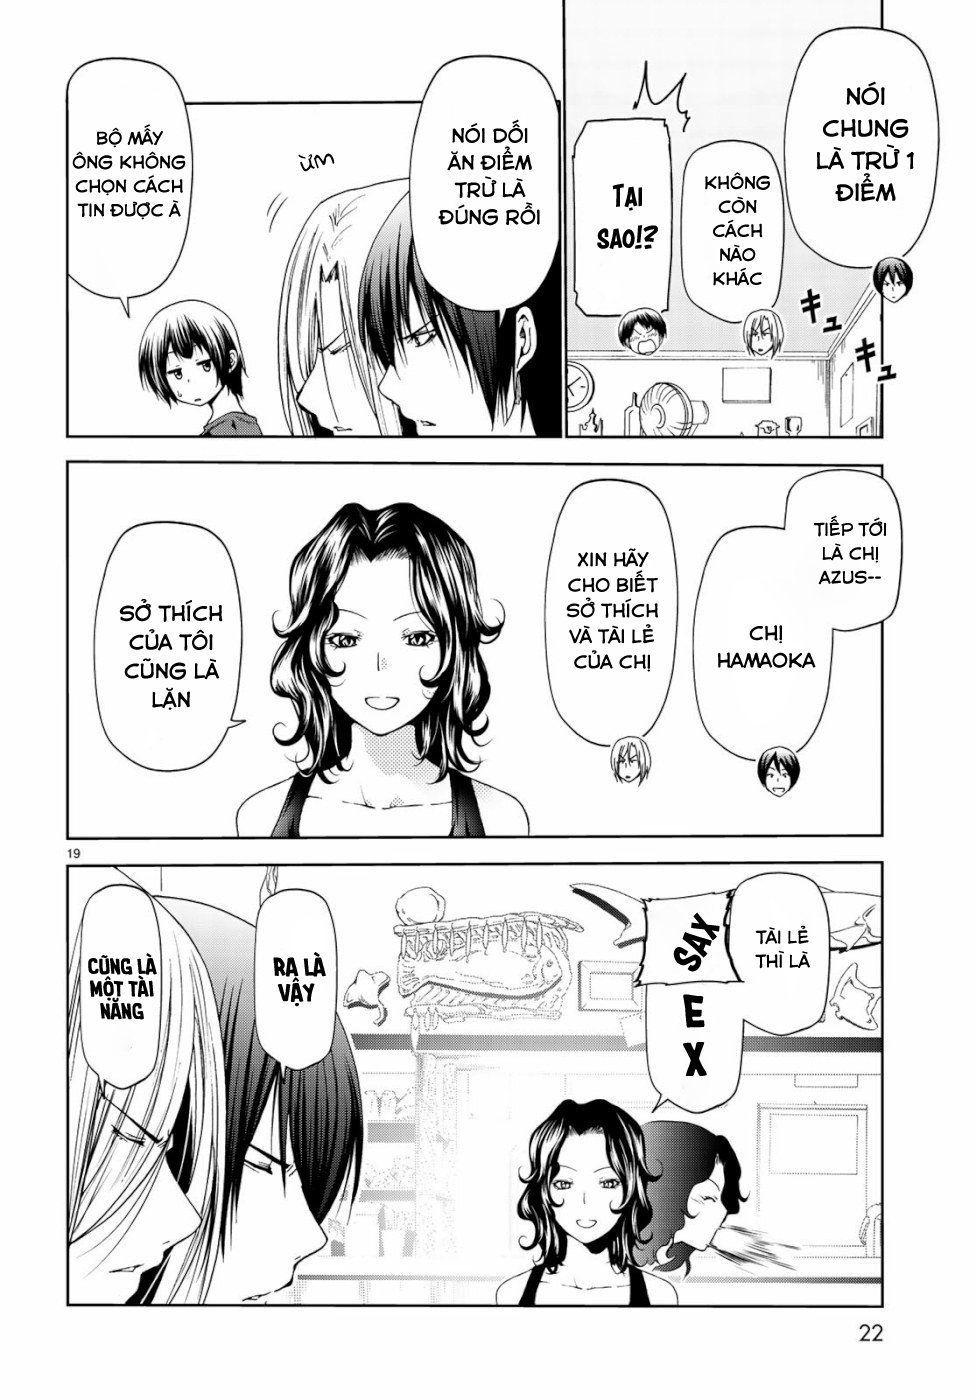 NÓI
CHUNG
LÀ TRỪ 1
ĐIỂM
KHÔNG
CÒN
CÁCH
NÀO
KHÁC
TẠI
SAO!?
キュ
キュ
NÓI DỐI
ĂN ĐIỂM
TRỪ LÀ
ĐÚNG RỒI
ỪM
BỘ MẤY
ÔNG KHÔNG
CHỌN CÁCH
TIN ĐƯỢC À
TIẾP TỚI
LÀ CHỊ
AZUS--
CHỊ
HAMAOKA
XIN HÃY
CHO BIẾT
SỞ THÍCH
VÀ TÀI LẺ
CỦA CHỊ
SỞ THÍCH
CỦA TÔI
CŨNG LÀ
LẶN
19
TÀI LẺ
THÌ LÀ
SAX
E
X
RA LÀ
VẬY
CŨNG LÀ
MỘT TÀI
NĂNG
22